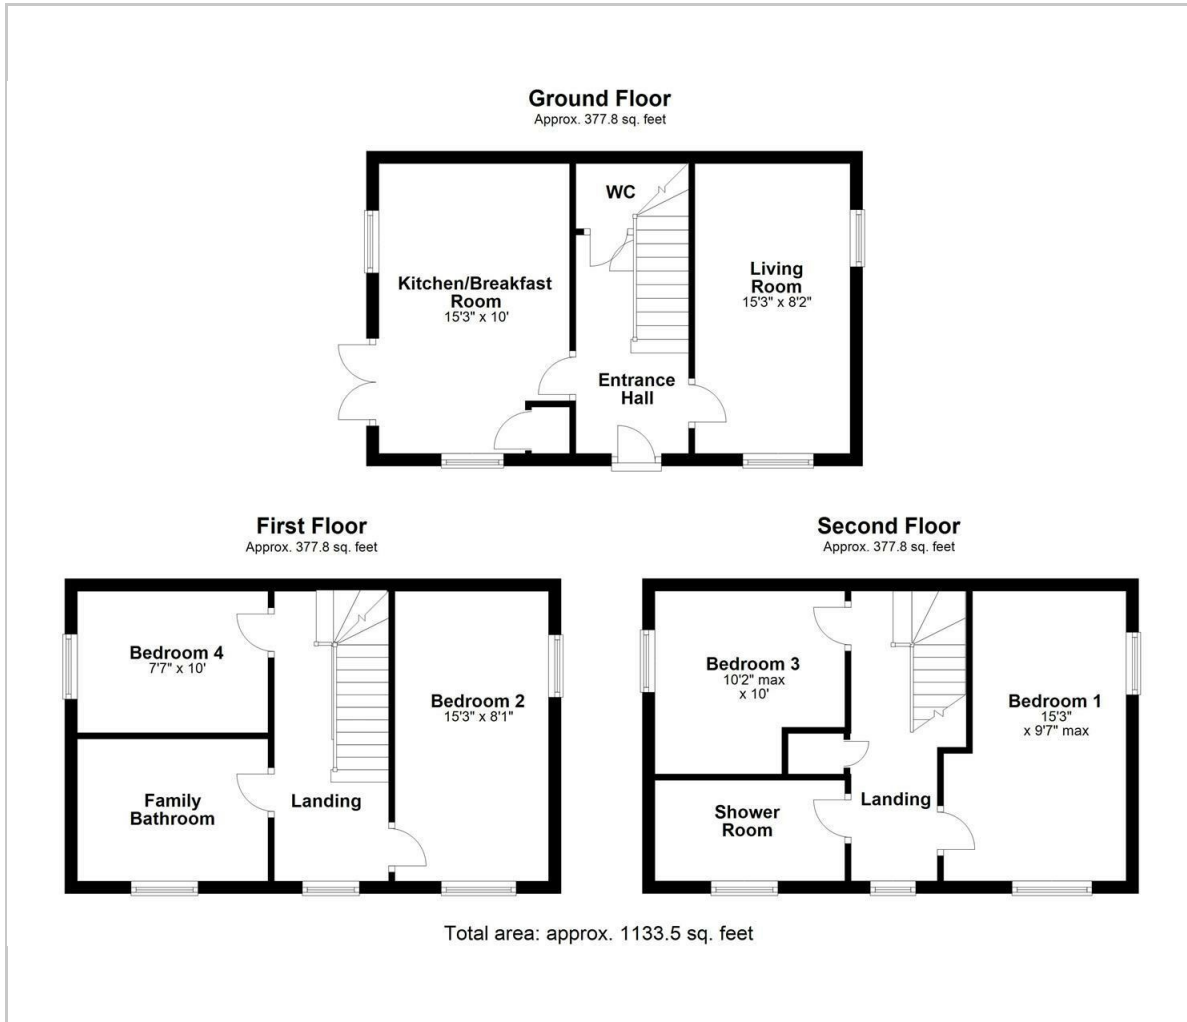 Ground Floor
Approx. 377.8 sq. feet
WC
Kitchen/Breakfast
Room
15'3" x 10'
Living
Room
15'3" x 8'2"
Entrance
Hall
First Floor
Approx. 377.8 sq. feet
Bedroom 4
7'7" x 10'
Bedroom 2
15'3" x 8'1"
Family
Bathroom
Landing
Second Floor
Approx. 377.8 sq. feet
Bedroom 3
10'2" max
x 10'
Bedroom 1
15'3"
x 9'7" max
Shower
Room
Landing
Total area: approx. 1133.5 sq. feet